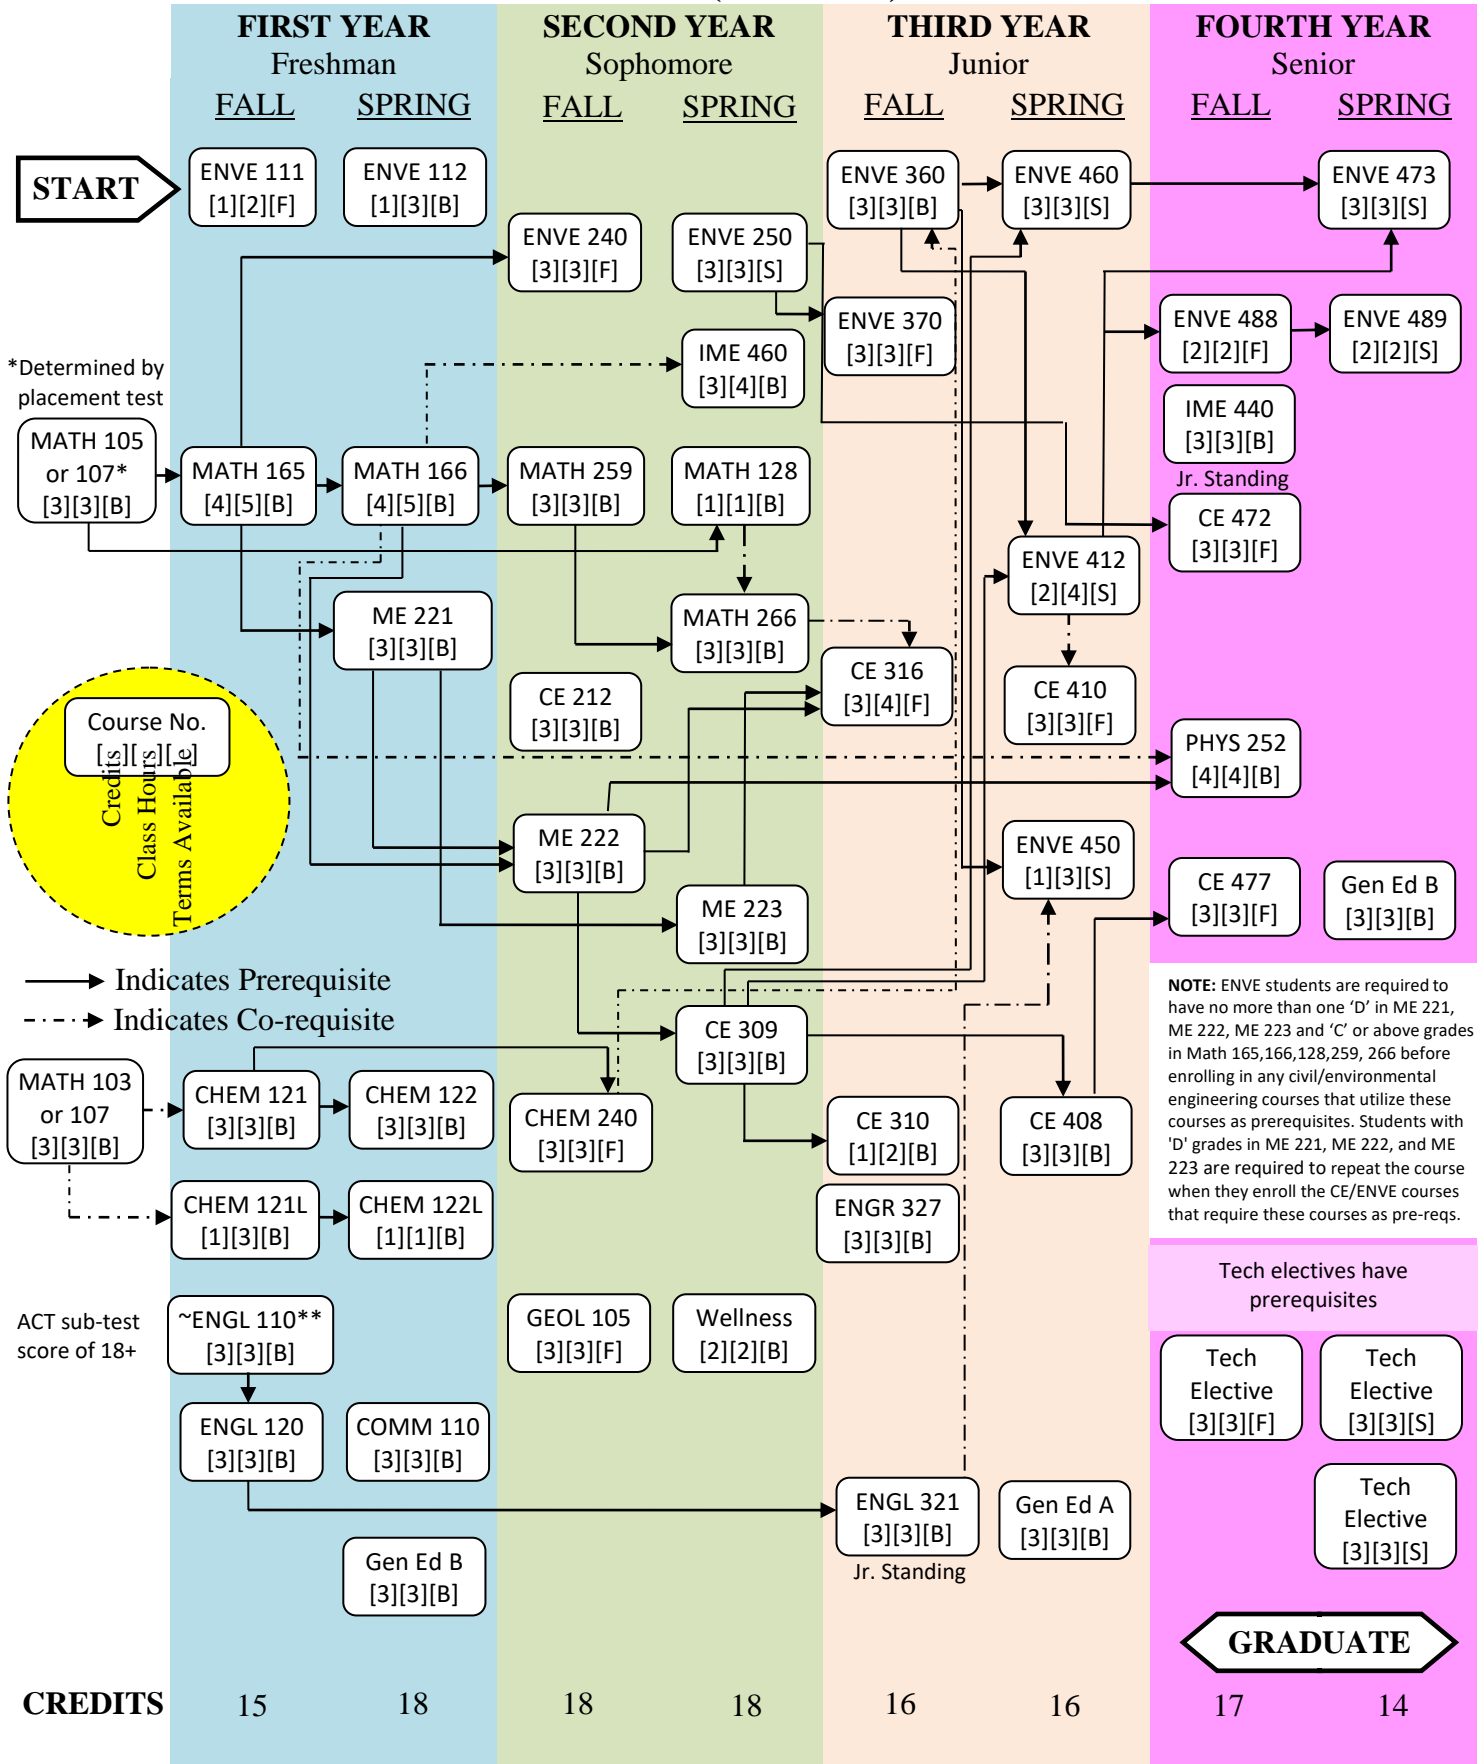 FIRST YEAR
Freshman
FALL
SPRING
SECOND YEAR
Sophomore
FALL
SPRING
THIRD YEAR
Junior
FALL
SPRING
FOURTH YEAR
Senior
FALL
SPRING
START
ENVE 111
[1][2][F]
ENVE 112
[1][3][B]
ENVE 360
[3][3][B]
ENVE 460
[3][3][S]
ENVE 473
[3][3][S]
ENVE 240
[3][3][F]
ENVE 250
[3][3][S]
ENVE 370
[3][3][F]
ENVE 488
[2][2][F]
ENVE 489
[2][2][S]
IME 460
[3][4][B]
*Determined by
placement test
IME 440
[3][3][B]
Jr. Standing
MATH 105
or 107*
[3][3][B]
MATH 165
[4][5][B]
MATH 166
[4][5][B]
MATH 259
[3][3][B]
MATH 128
[1][1][B]
CE 472
[3][3][F]
ENVE 412
[2][4][S]
ME 221
[3][3][B]
MATH 266
[3][3][B]
CE 316
[3][4][F]
CE 410
[3][3][F]
CE 212
[3][3][B]
Course No.
[ ][ ][ ]
Credits
Class Hours
Terms Available
PHYS 252
[4][4][B]
ME 222
[3][3][B]
ENVE 450
[1][3][S]
CE 477
[3][3][F]
Gen Ed B
[3][3][B]
ME 223
[3][3][B]
Indicates Prerequisite
Indicates Co-requisite
NOTE: ENVE students are required to
have no more than one ‘D’ in ME 221,
ME 222, ME 223 and ‘C’ or above grades
in Math 165,166,128,259, 266 before
enrolling in any civil/environmental
engineering courses that utilize these
courses as prerequisites. Students with
'D' grades in ME 221, ME 222, and ME
223 are required to repeat the course
when they enroll the CE/ENVE courses
that require these courses as pre-reqs.
CE 309
[3][3][B]
MATH 103
or 107
[3][3][B]
CHEM 121
[3][3][B]
CHEM 122
[3][3][B]
CHEM 240
[3][3][F]
CE 310
[1][2][B]
CE 408
[3][3][B]
CHEM 121L
[1][3][B]
CHEM 122L
[1][1][B]
ENGR 327
[3][3][B]
Tech electives have
prerequisites
ACT sub-test
score of 18+
~ENGL 110**
[3][3][B]
GEOL 105
[3][3][F]
Wellness
[2][2][B]
Tech
Elective
[3][3][F]
Tech
Elective
[3][3][S]
ENGL 120
[3][3][B]
COMM 110
[3][3][B]
ENGL 321
[3][3][B]
Jr. Standing
Gen Ed A
[3][3][B]
Tech
Elective
[3][3][S]
Gen Ed B
[3][3][B]
GRADUATE
CREDITS 15 18 18 18 16 16 17 14